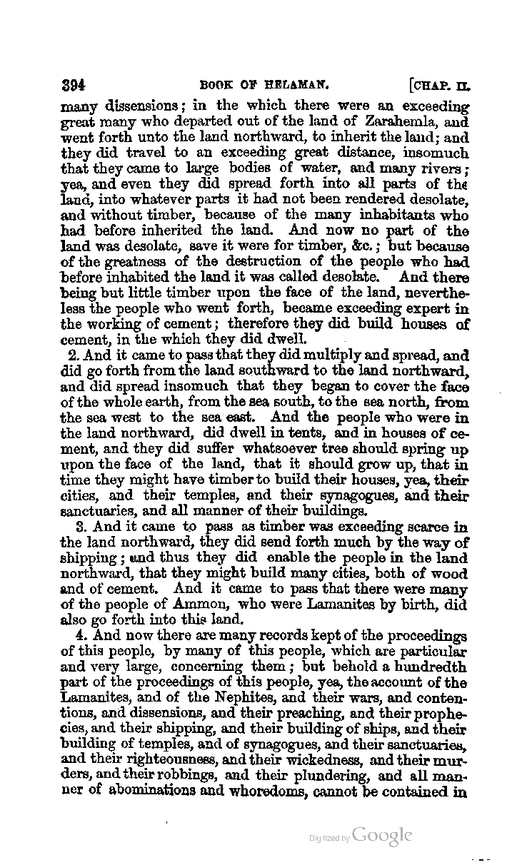 394 BOOK OF HELAMAN. [CHAP. II.
many dissensions; in the which there were an exceeding
great many who departed out of the land of Zarahemla, and
went forth unto the land northward, to inherit the land; and
they did travel to an exceeding great distance, insomuch
that they came to large bodies of water, and many rivers;
yea, and even they did spread forth into all parts of the
land, into whatever parts it had not been rendered desolate,
and without timber, because of the many inhabitants who
had before inherited the land. And now no part of the
land was desolate, save it were for timber, &c.; but because
of the greatness of the destruction of the people who had
before inhabited the land it was called desolate. And there
being but little timber upon the face of the land, neverthe-
less the people who went forth, became exceeding expert in
the working of cement; therefore they did build houses of
cement, in the which they did dwell.
2. And it came to pass that they did multiply and spread, and
did go forth from the land southward to the land northward,
and did spread insomuch that they began to cover the face
of the whole earth, from the sea south, to the sea north, from
the sea west to the sea east. And the people who were in
the land northward, did dwell in tents, and in houses of ce-
ment, and they did suffer whatsoever tree should spring up
upon the face of the land, that it should grow up, that in
time they might have timber to build their houses, yea, their
cities, and their temples, and their synagogues, and their
sanctuaries, and all manner of their buildings.
3. And it came to pass as timber was exceeding scarce in
the land northward, they did send forth much by the way of
shipping; and thus they did enable the people in the land
northward, that they might build many cities, both of wood
and of cement. And it came to pass that there were many
of the people of Ammon, who were Lamanites by birth, did
also go forth into this land.
4. And now there are many records kept of the proceedings
of this people, by many of this people, which are particular
and very large, concerning them; but behold a hundredth
part of the proceedings of this people, yea, the account of the
Lamanites, and of the Nephites, and their wars, and conten-
tions, and dissensions, and their preaching, and their prophe-
cies, and their shipping, and their building of ships, and their
building of temples, and of synagogues, and their sanctuaries,
and their righteousness, and their wickedness, and their mur-
ders, and their robbings, and their plundering, and all man-
ner of abominations and whoredoms, cannot be contained in
Digitized by Google